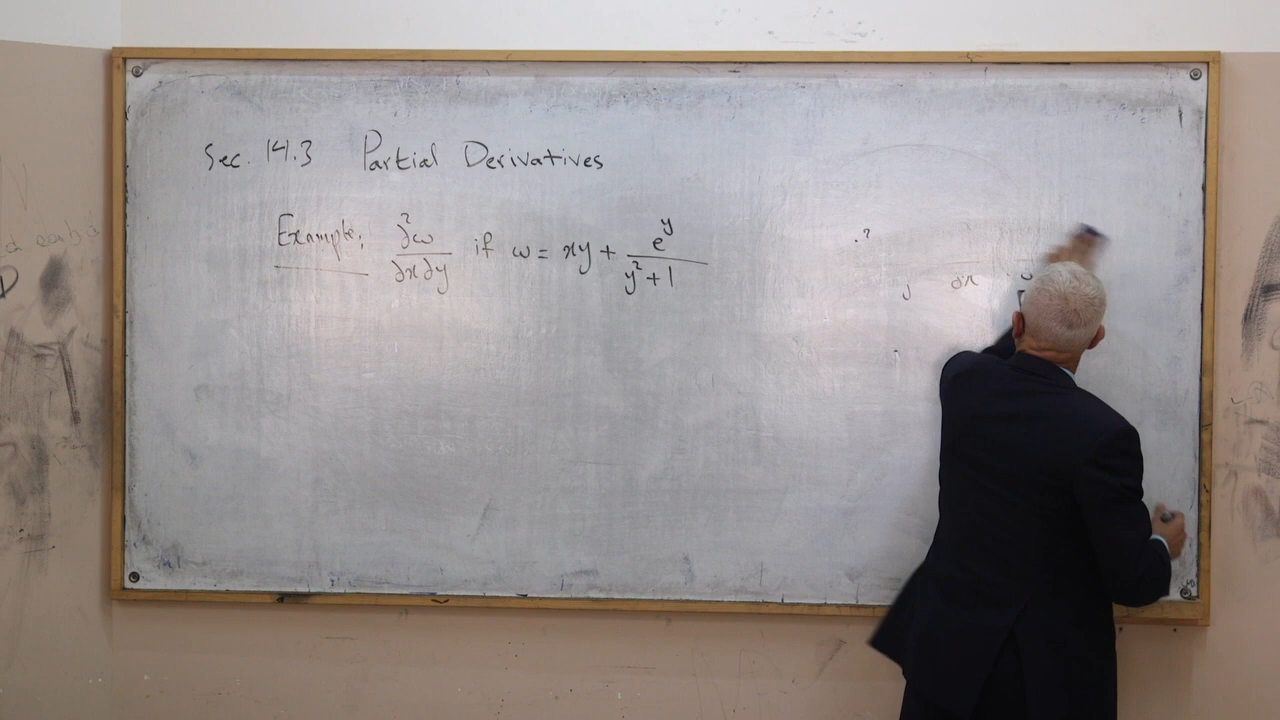 Sec. 14.3 Partial Derivatives
Example: ∂²ω/∂x∂y if ω = xy + e^y/(y²+1)
∂x